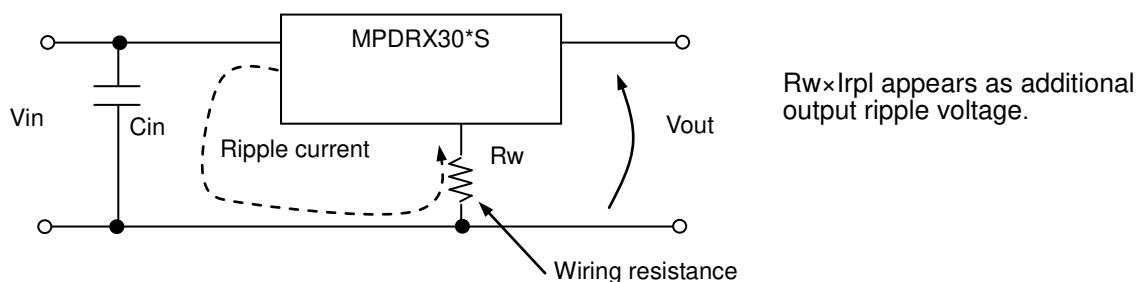 MPDRX30*S
Rw×Irpl appears as additional
output ripple voltage.
Vin
Cin
Vout
Ripple current
Rw
Wiring resistance